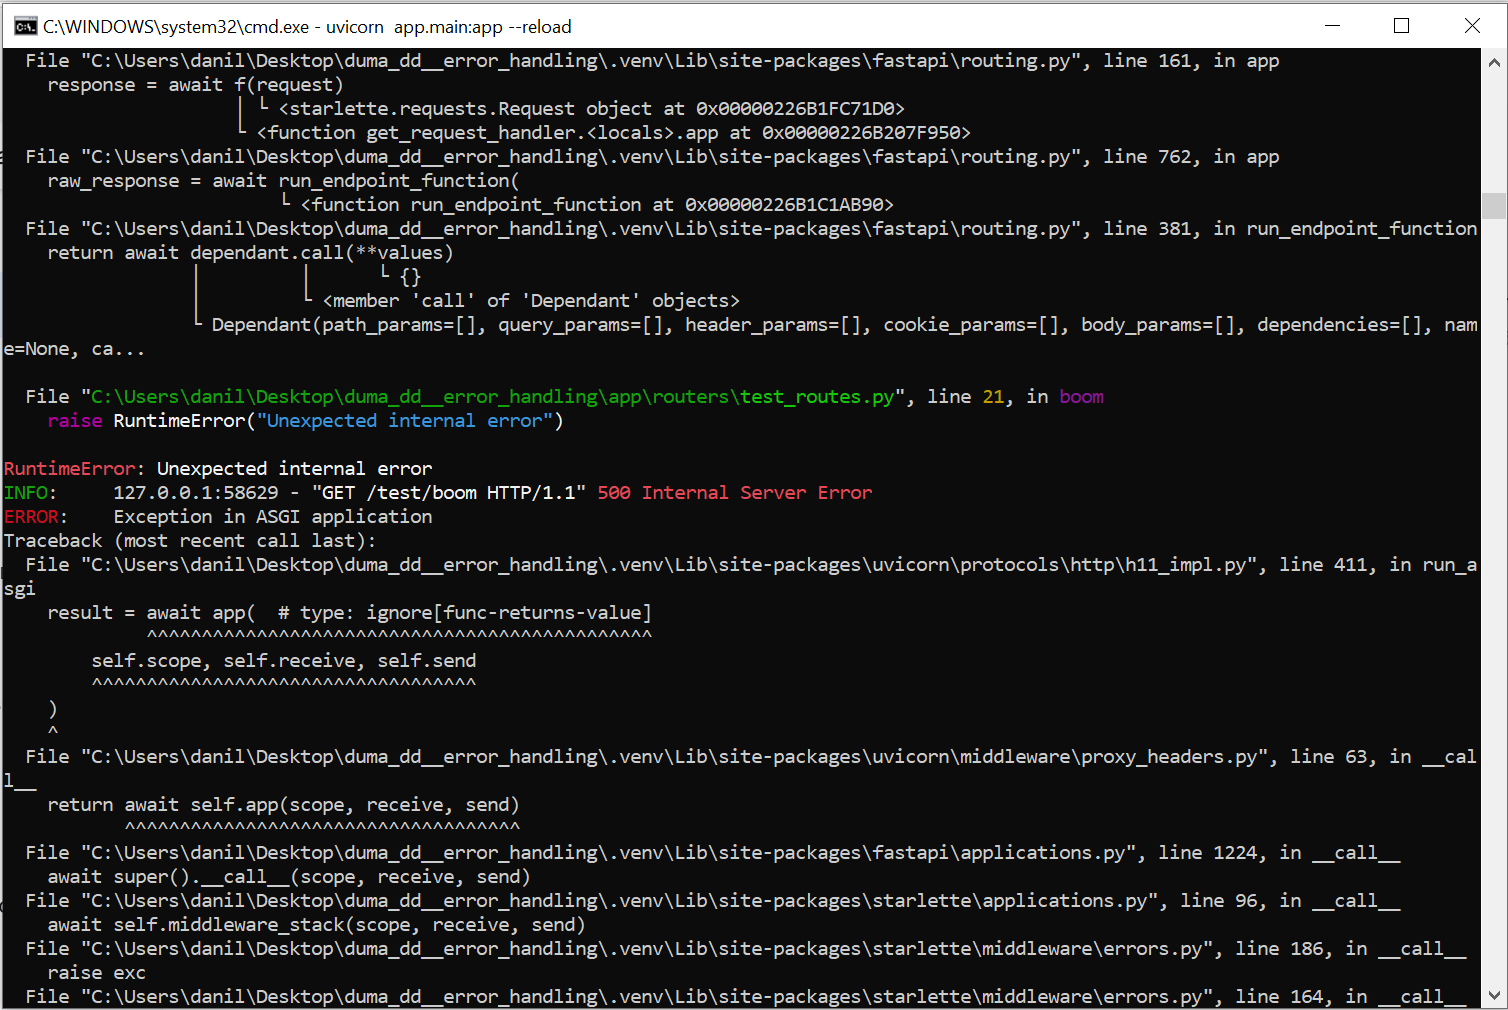 C:\WINDOWS\system32\cmd.exe - uvicorn  app.main:app --reload
  File "C:\Users\danil\Desktop\duma_dd__error_handling\.venv\Lib\site-packages\fastapi\routing.py", line 161, in app
    response = await f(request)
                     │ └ <starlette.requests.Request object at 0x00000226B1FC71D0>
                     └ <function get_request_handler.<locals>.app at 0x00000226B207F950>
  File "C:\Users\danil\Desktop\duma_dd__error_handling\.venv\Lib\site-packages\fastapi\routing.py", line 762, in app
    raw_response = await run_endpoint_function(
                         └ <function run_endpoint_function at 0x00000226B1C1AB90>
  File "C:\Users\danil\Desktop\duma_dd__error_handling\.venv\Lib\site-packages\fastapi\routing.py", line 381, in run_endpoint_function
    return await dependant.call(**values)
                 │         │      └ {}
                 │         └ <member 'call' of 'Dependant' objects>
                 └ Dependant(path_params=[], query_params=[], header_params=[], cookie_params=[], body_params=[], dependencies=[], nam
e=None, ca...
  File "C:\Users\danil\Desktop\duma_dd__error_handling\app\routers\test_routes.py", line 21, in boom
    raise RuntimeError("Unexpected internal error")
RuntimeError: Unexpected internal error
INFO:     127.0.0.1:58629 - "GET /test/boom HTTP/1.1" 500 Internal Server Error
ERROR:    Exception in ASGI application
Traceback (most recent call last):
  File "C:\Users\danil\Desktop\duma_dd__error_handling\.venv\Lib\site-packages\uvicorn\protocols\http\h11_impl.py", line 411, in run_a
sgi
    result = await app(  # type: ignore[func-returns-value]
             ^^^^^^^^^^^^^^^^^^^^^^^^^^^^^^^^^^^^^^^^^^^^^^
        self.scope, self.receive, self.send
        ^^^^^^^^^^^^^^^^^^^^^^^^^^^^^^^^^^^
    )
    ^
  File "C:\Users\danil\Desktop\duma_dd__error_handling\.venv\Lib\site-packages\uvicorn\middleware\proxy_headers.py", line 63, in __cal
l__
    return await self.app(scope, receive, send)
           ^^^^^^^^^^^^^^^^^^^^^^^^^^^^^^^^^^^^
  File "C:\Users\danil\Desktop\duma_dd__error_handling\.venv\Lib\site-packages\fastapi\applications.py", line 1224, in __call__
    await super().__call__(scope, receive, send)
  File "C:\Users\danil\Desktop\duma_dd__error_handling\.venv\Lib\site-packages\starlette\applications.py", line 96, in __call__
    await self.middleware_stack(scope, receive, send)
  File "C:\Users\danil\Desktop\duma_dd__error_handling\.venv\Lib\site-packages\starlette\middleware\errors.py", line 186, in __call__
    raise exc
  File "C:\Users\danil\Desktop\duma_dd__error_handling\.venv\Lib\site-packages\starlette\middleware\errors.py", line 164, in __call__